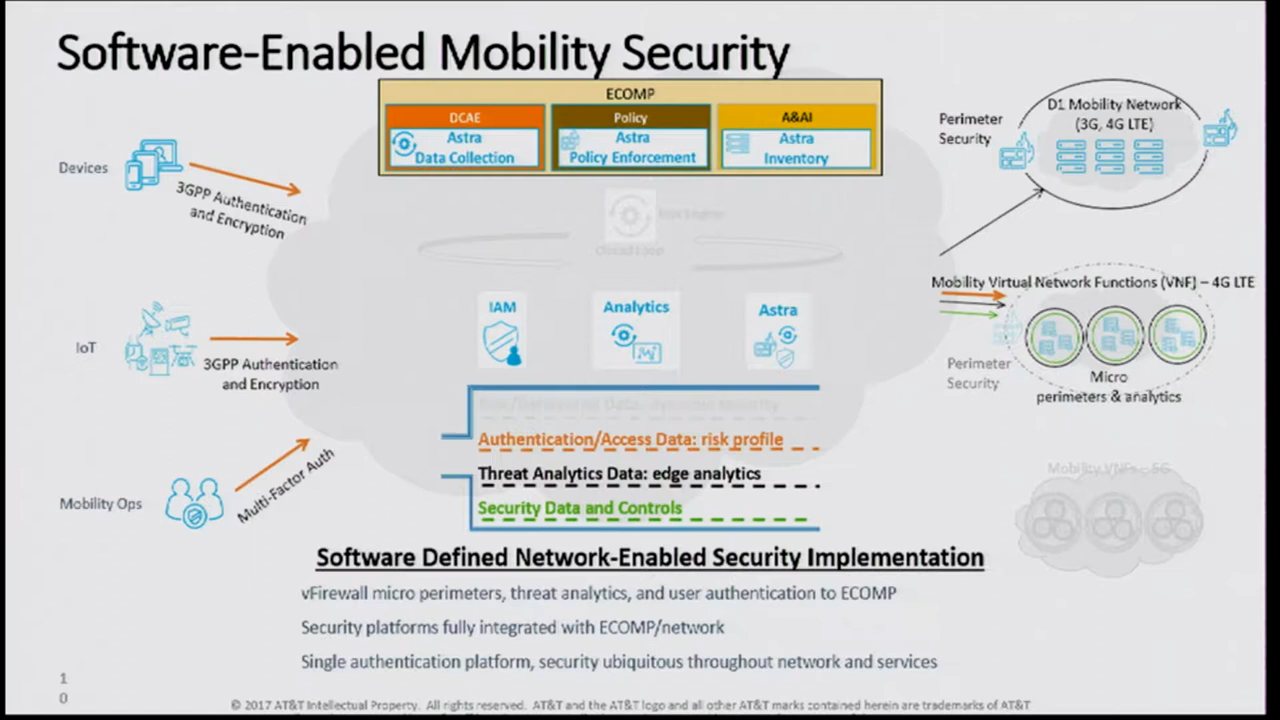 Software-Enabled Mobility Security
ECOMP
DCAE
Astra
Data Collection
Policy
Astra
Policy Enforcement
A&AI
Astra
Inventory
Devices
3GPP Authentication
and Encryption
IoT
3GPP Authentication
and Encryption
Mobility Ops
Multi-Factor Auth
Closed Loop
IAM
Analytics
Astra
Authentication/Access Data: risk profile
Threat Analytics Data: edge analytics
Security Data and Controls
Perimeter
Security
D1 Mobility Network
(3G, 4G LTE)
Mobility Virtual Network Functions (VNF) – 4G LTE
Perimeter
Security
Micro
perimeters & analytics
Mobility VNFs - 5G
Software Defined Network-Enabled Security Implementation
vFirewall micro perimeters, threat analytics, and user authentication to ECOMP
Security platforms fully integrated with ECOMP/network
Single authentication platform, security ubiquitous throughout network and services
1
0
© 2017 AT&T Intellectual Property. All rights reserved. AT&T and the AT&T logo and all other AT&T marks contained herein are trademarks of AT&T